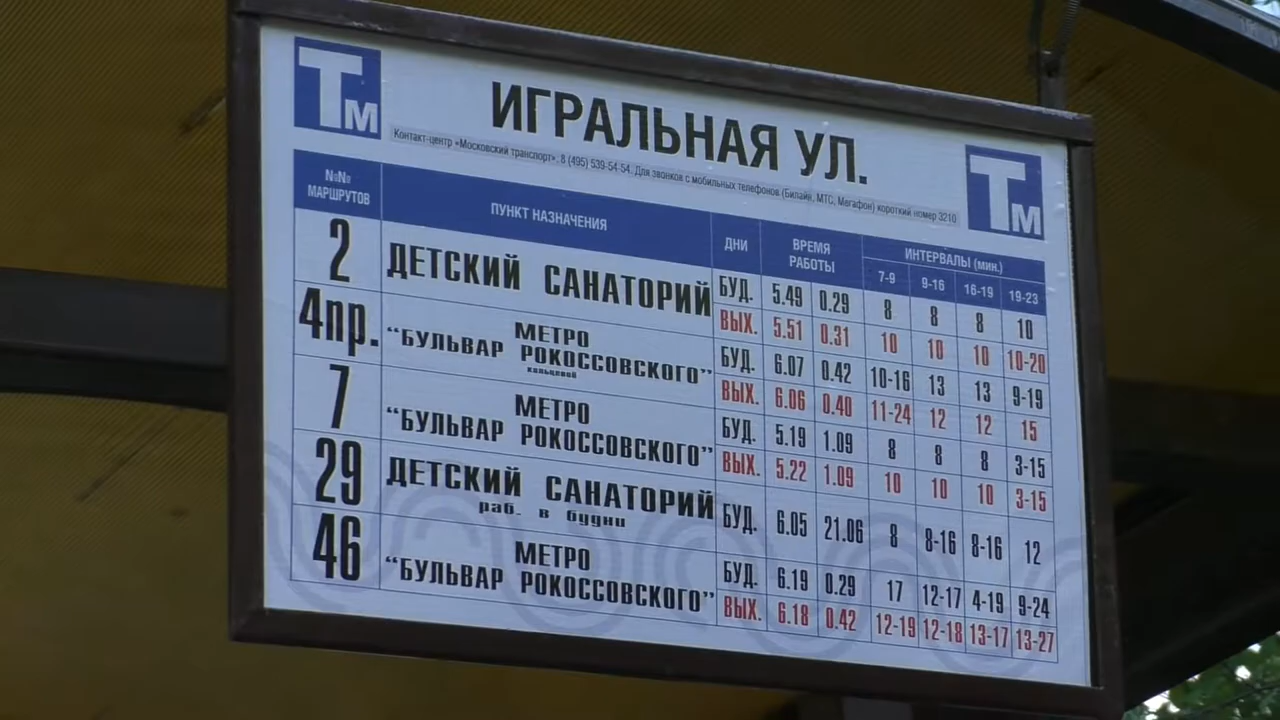 ТМ
ИГРАЛЬНАЯ УЛ.
Контакт-центр «Московский транспорт», 8 (495) 539-54-54. Для звонков с мобильных телефонов (Билайн, МТС, Мегафон) короткий номер 3210
ТМ
№№ МАРШРУТОВ ПУНКТ НАЗНАЧЕНИЯ ДНИ ВРЕМЯ РАБОТЫ ИНТЕРВАЛЫ (мин.)
7-9 9-16 16-19 19-23
2 ДЕТСКИЙ САНАТОРИЙ БУД. 5.49 0.29 8 8 8 10
ВЫХ. 5.51 0.31 10 10 10 10-20
4пр. МЕТРО
“БУЛЬВАР РОКОССОВСКОГО” БУД. 6.07 0.42 10-16 13 13 9-19
кольцевой
ВЫХ. 6.06 0.40 11-24 12 12 15
7 МЕТРО
“БУЛЬВАР РОКОССОВСКОГО” БУД. 5.19 1.09 8 8 8 3-15
ВЫХ. 5.22 1.09 10 10 10 3-15
29 ДЕТСКИЙ САНАТОРИЙ БУД. 6.05 21.06 8 8-16 8-16 12
раб. в будни
46 МЕТРО
“БУЛЬВАР РОКОССОВСКОГО” БУД. 6.19 0.29 17 12-17 4-19 9-24
ВЫХ. 6.18 0.42 12-19 12-18 13-17 13-27